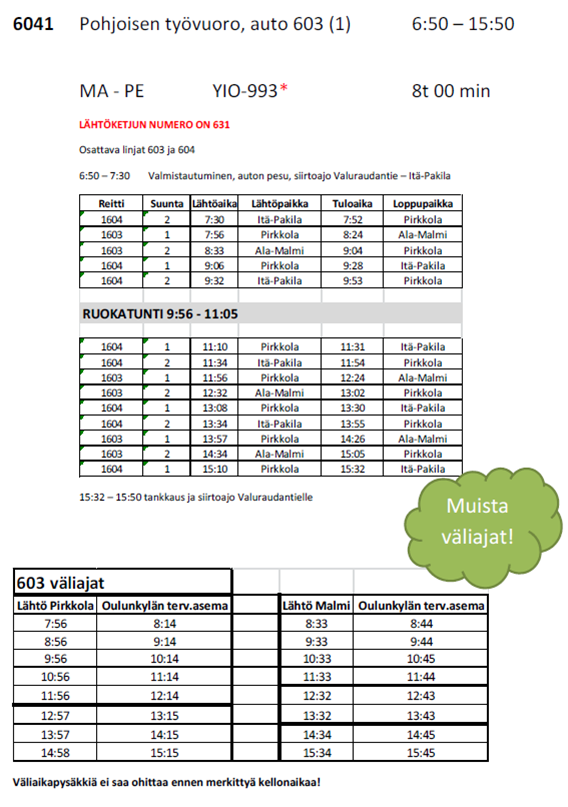 6041 Pohjoisen työvuoro, auto 603 (1) 6:50 – 15:50
MA - PE YIO-993* 8t 00 min
LÄHTÖKETJUN NUMERO ON 631
Osattava linjat 603 ja 604
6:50 – 7:30 Valmistautuminen, auton pesu, siirtoajo Valuraudantie – Itä-Pakila
Reitti Suunta Lähtöaika Lähtöpaikka Tuloaika Loppupaikka
1604 2 7:30 Itä-Pakila 7:52 Pirkkola
1603 1 7:56 Pirkkola 8:24 Ala-Malmi
1603 2 8:33 Ala-Malmi 9:04 Pirkkola
1604 1 9:06 Pirkkola 9:28 Itä-Pakila
1604 2 9:32 Itä-Pakila 9:53 Pirkkola
RUOKATUNTI 9:56 - 11:05
1604 1 11:10 Pirkkola 11:31 Itä-Pakila
1604 2 11:34 Itä-Pakila 11:54 Pirkkola
1603 1 11:56 Pirkkola 12:24 Ala-Malmi
1603 2 12:32 Ala-Malmi 13:02 Pirkkola
1604 1 13:08 Pirkkola 13:30 Itä-Pakila
1604 2 13:34 Itä-Pakila 13:55 Pirkkola
1603 1 13:57 Pirkkola 14:26 Ala-Malmi
1603 2 14:34 Ala-Malmi 15:05 Pirkkola
1604 1 15:10 Pirkkola 15:32 Itä-Pakila
15:32 – 15:50 tankkaus ja siirtoajo Valuraudantielle
Muista
väliajat!
603 väliajat
Lähtö Pirkkola Oulunkylän terv.asema Lähtö Malmi Oulunkylän terv.asema
7:56 8:14 8:33 8:44
8:56 9:14 9:33 9:44
9:56 10:14 10:33 10:45
10:56 11:14 11:33 11:44
11:56 12:14 12:32 12:43
12:57 13:15 13:32 13:43
13:57 14:15 14:34 14:45
14:58 15:15 15:34 15:45
Väliaikapysäkkiä ei saa ohittaa ennen merkittyä kellonaikaa!